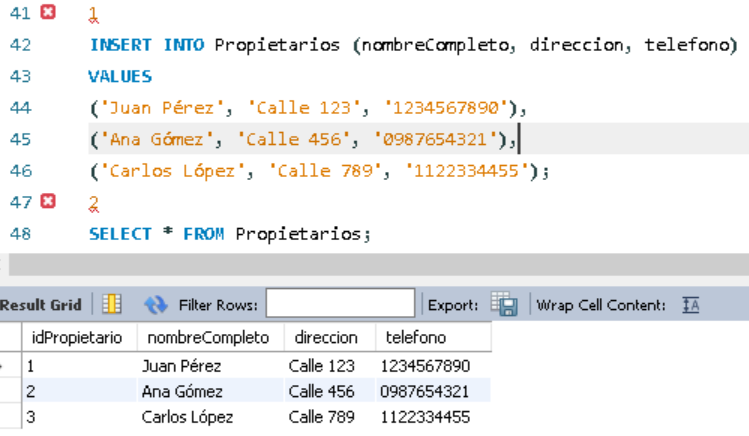 41 1
42 INSERT INTO Propietarios (nombreCompleto, direccion, telefono)
43 VALUES
44 ('Juan Pérez', 'Calle 123', '1234567890'),
45 ('Ana Gómez', 'Calle 456', '0987654321'),
46 ('Carlos López', 'Calle 789', '1122334455');
47 2
48 SELECT * FROM Propietarios;
Result Grid Filter Rows: Export: Wrap Cell Content: IA
idPropietario nombreCompleto direccion telefono
1 Juan Pérez Calle 123 1234567890
2 Ana Gómez Calle 456 0987654321
3 Carlos López Calle 789 1122334455